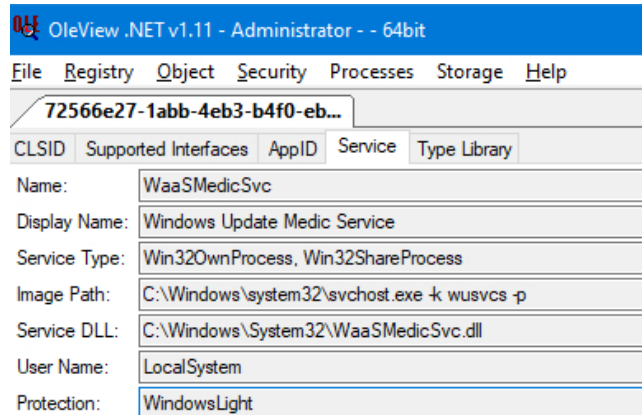 OleView .NET v1.11 - Administrator - - 64bit
File Registry Object Security Processes Storage Help
72566e27-1abb-4eb3-b4f0-eb...
CLSID Supported Interfaces AppID Service Type Library
Name: WaaSMedicSvc
Display Name: Windows Update Medic Service
Service Type: Win32OwnProcess, Win32ShareProcess
Image Path: C:\Windows\system32\svchost.exe -k wusvcs -p
Service DLL: C:\Windows\System32\WaaSMedicSvc.dll
User Name: LocalSystem
Protection: WindowsLight